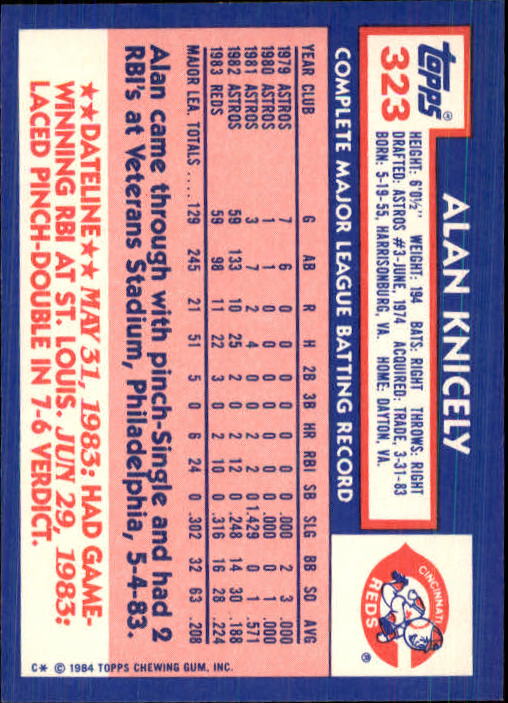 topps®
323
ALAN KNICELY
HEIGHT: 6'0½" WEIGHT: 194 BATS: RIGHT THROWS: RIGHT
DRAFTED: ASTROS #3-JUNE, 1974 ACQUIRED: TRADE, 3-31-83
BORN: 5-19-55, HARRISONBURG, VA. HOME: DAYTON, VA.
CINCINNATI
REDS
®
COMPLETE MAJOR LEAGUE BATTING RECORD
YEAR CLUB G AB R H 2B 3B HR RBI SB SLG BB SO AVG
1979 ASTROS 7 6 0 0 0 0 0 0 0 .000 2 3 .000
1980 ASTROS 1 1 0 0 0 0 0 0 0 .000 0 1 .000
1981 ASTROS 3 7 2 4 0 0 2 2 0 1.429 0 1 .571
1982 ASTROS 59 133 10 25 2 0 2 12 0 .248 14 30 .188
1983 REDS 59 98 11 22 3 0 2 10 0 .316 16 28 .224
MAJOR LEA. TOTALS .... 129 245 21 51 5 0 6 24 0 .302 32 63 .208
Alan came through with pinch-Single and had 2
RBI's at Veterans Stadium, Philadelphia, 5-4-83.
★★DATELINE★★ MAY 31, 1983: HAD GAME-
WINNING RBI AT ST. LOUIS. JUN 29, 1983:
LACED PINCH-DOUBLE IN 7-6 VERDICT.
C* © 1984 TOPPS CHEWING GUM, INC.